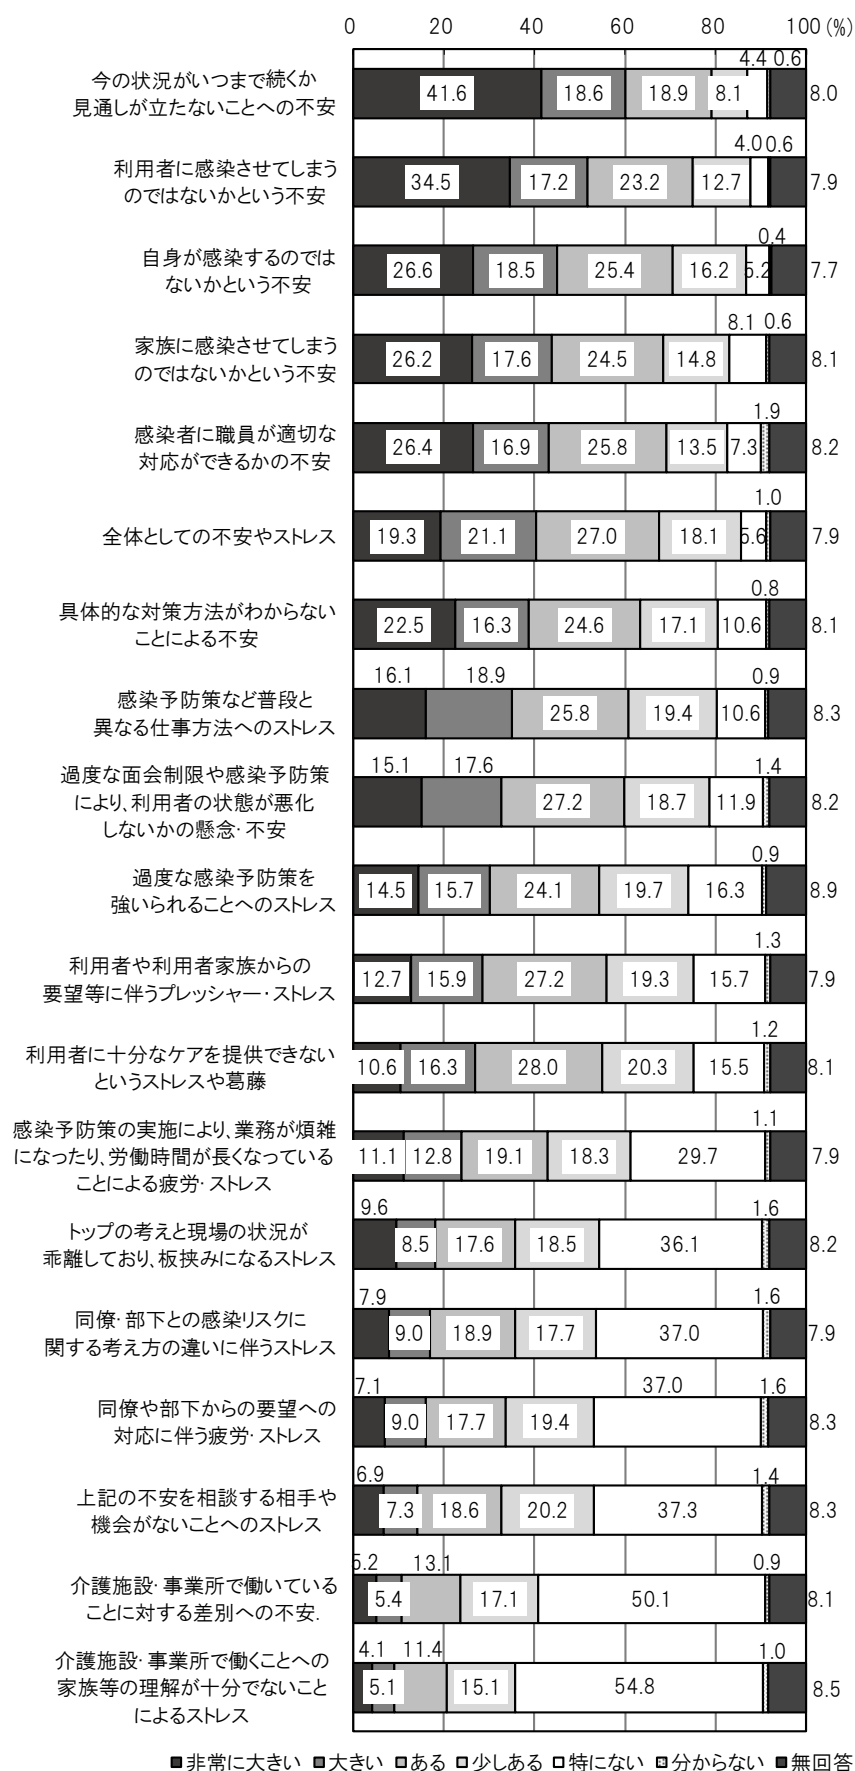 0 20 40 60 80 100 (%)
4.4 0.6
今の状況がいつまで続くか
見通しが立たないことへの不安
41.6 18.6 18.9 8.1 8.0
4.0 0.6
利用者に感染させてしまう
のではないかという不安
34.5 17.2 23.2 12.7 7.9
0.4
自身が感染するのでは
ないかという不安
26.6 18.5 25.4 16.2 5.2 7.7
8.1 0.6
家族に感染させてしまう
のではないかという不安
26.2 17.6 24.5 14.8 8.1
1.9
感染者に職員が適切な
対応ができるかの不安
26.4 16.9 25.8 13.5 7.3 8.2
1.0
全体としての不安やストレス
19.3 21.1 27.0 18.1 5.6 7.9
0.8
具体的な対策方法がわからない
ことによる不安
22.5 16.3 24.6 17.1 10.6 8.1
16.1 18.9 0.9
感染予防策など普段と
異なる仕事方法へのストレス
25.8 19.4 10.6 8.3
15.1 17.6 1.4
過度な面会制限や感染予防策
により、利用者の状態が悪化
しないかの懸念・不安
27.2 18.7 11.9 8.2
0.9
過度な感染予防策を
強いられることへのストレス
14.5 15.7 24.1 19.7 16.3 8.9
1.3
利用者や利用者家族からの
要望等に伴うプレッシャー・ストレス
12.7 15.9 27.2 19.3 15.7 7.9
1.2
利用者に十分なケアを提供できない
というストレスや葛藤
10.6 16.3 28.0 20.3 15.5 8.1
1.1
感染予防策の実施により、業務が煩雑
になったり、労働時間が長くなっている
ことによる疲労・ストレス
11.1 12.8 19.1 18.3 29.7 7.9
9.6 1.6
トップの考えと現場の状況が
乖離しており、板挟みになるストレス
8.5 17.6 18.5 36.1 8.2
7.9 1.6
同僚・部下との感染リスクに
関する考え方の違いに伴うストレス
9.0 18.9 17.7 37.0 7.9
7.1 37.0 1.6
同僚や部下からの要望への
対応に伴う疲労・ストレス
9.0 17.7 19.4 8.3
6.9 1.4
上記の不安を相談する相手や
機会がないことへのストレス
7.3 18.6 20.2 37.3 8.3
5.2 13.1 0.9
介護施設・事業所で働いている
ことに対する差別への不安.
5.4 17.1 50.1 8.1
4.1 11.4 1.0
介護施設・事業所で働くことへの
家族等の理解が十分でないこと
によるストレス
5.1 15.1 54.8 8.5
非常に大きい 大きい ある 少しある 特にない 分からない 無回答